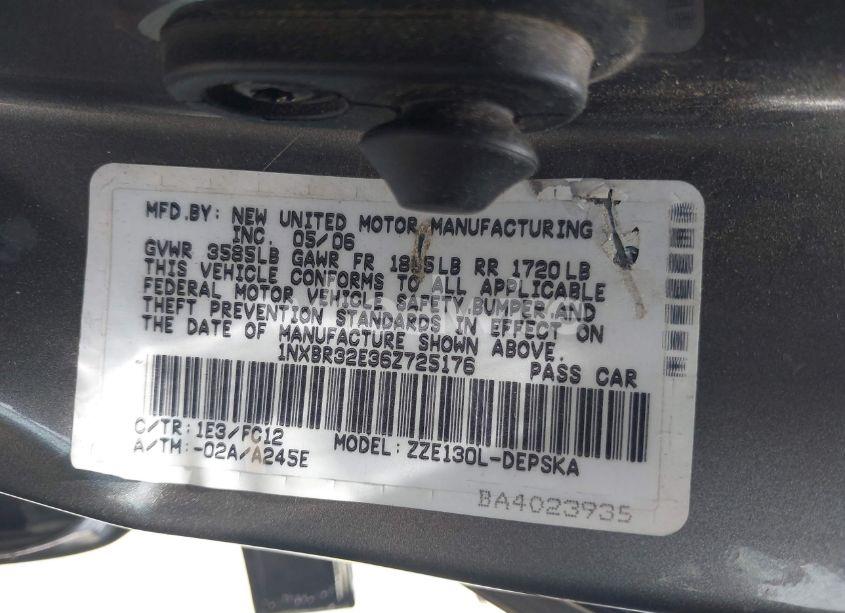 MFD.BY: NEW UNITED MOTOR MANUFACTURING
INC. 05/06
GVWR 3585LB GAWR FR LB RR 1720LB
THIS VEHICLE CONFORMS TO ALL APPLICABLE
FEDERAL MOTOR VEHICLE SAFETY,BUMPER,AND
THEFT PREVENTION STANDARDS IN EFFECT ON
THE DATE OF MANUFACTURE SHOWN ABOVE.
1NXBR32E36Z725176 PASS CAR
C/TR: 1E3/FC12
A/TM: -02A/A245E MODEL: ZZE130L-DEPSKA
BA4023935